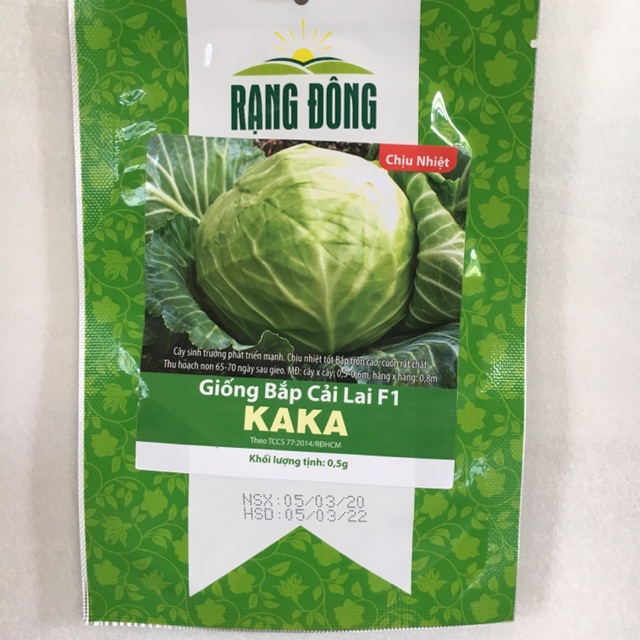 RẠNG ĐÔNG
Chịu Nhiệt
Cây sinh trưởng phát triển mạnh. Chịu nhiệt tốt. Bắp tròn cao, cuốn rất chặt.
Thu hoạch non 65-70 ngày sau gieo. MĐ: cây x cây: 0,5-0,6m, hàng x hàng: 0,8m
Giống Bắp Cải Lai F1
KAKA
Theo TCCS 77:2014/RĐHCM
Khối lượng tịnh: 0,5g
NSX:05/03/20
HSD:05/03/22